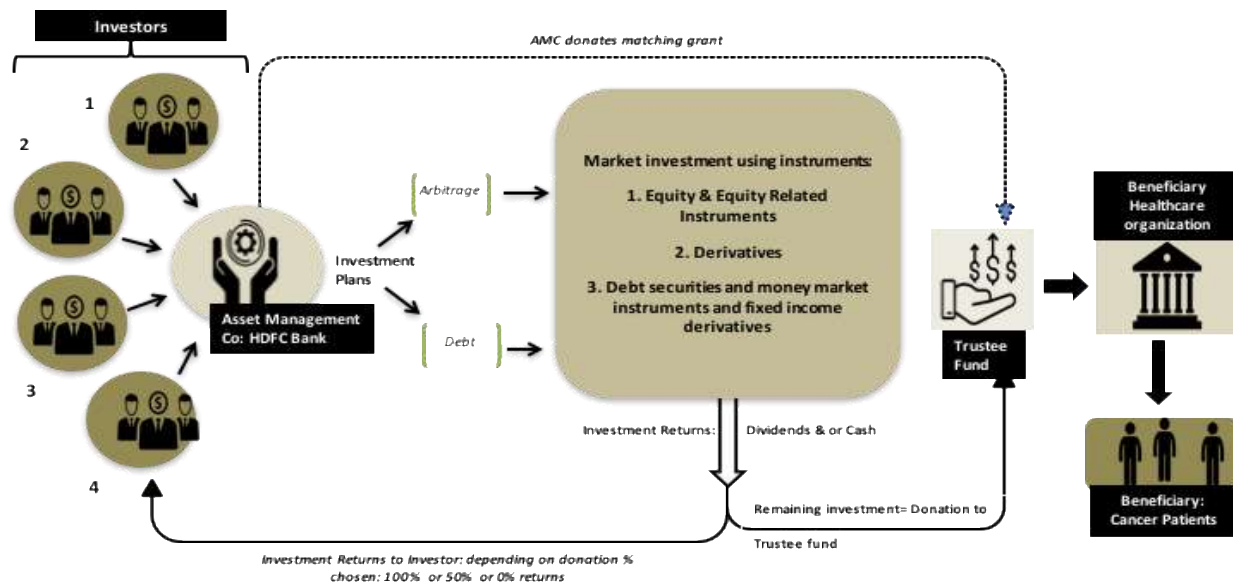 Investors
AMC donates matching grant
1
2
3
4
Asset Management
Co: HDFC Bank
Investment
Plans
Arbitrage
Debt
Market investment using instruments:
1. Equity & Equity Related
Instruments
2. Derivatives
3. Debt securities and money market
instruments and fixed income
derivatives
Investment Returns:
Dividends & or Cash
Trustee
Fund
Beneficiary
Healthcare
organization
Beneficiary:
Cancer Patients
Remaining investment= Donation to
Trustee fund
Investment Returns to Investor: depending on donation %
chosen: 100% or 50% or 0% returns